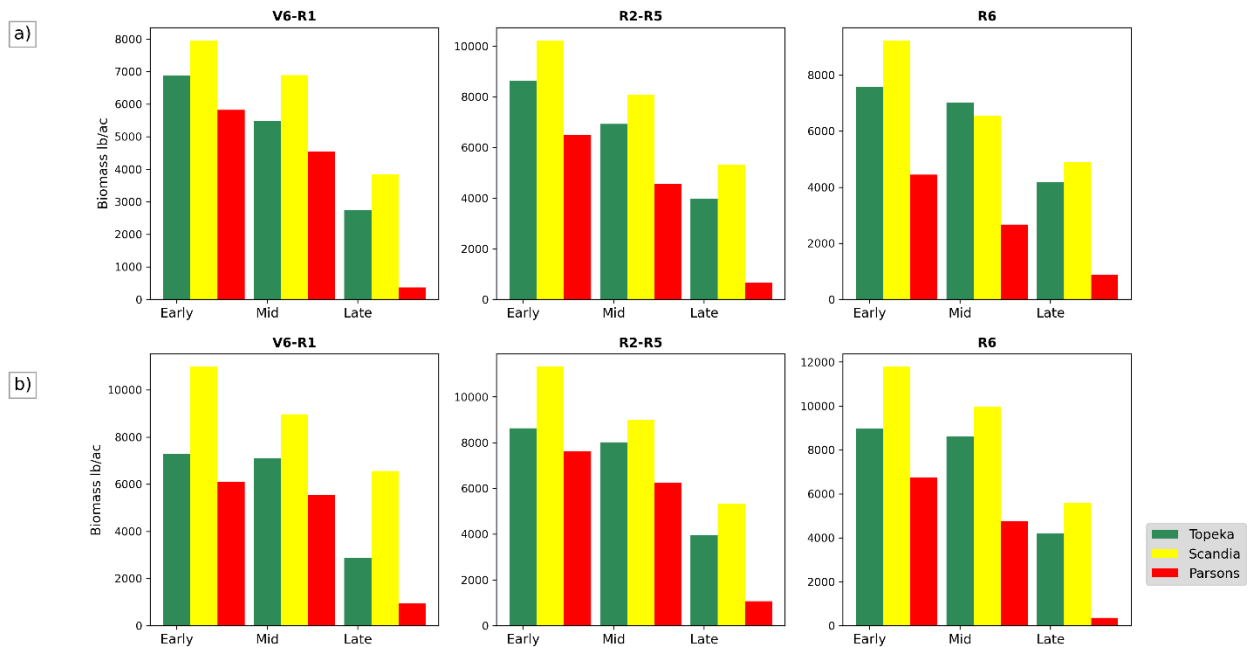 a)
V6-R1
R2-R5
R6
Biomass lb/ac
8000
7000
6000
5000
4000
3000
2000
1000
0
10000
8000
6000
4000
2000
0
8000
6000
4000
2000
0
Early Mid Late
Early Mid Late
Early Mid Late
b)
V6-R1
R2-R5
R6
Biomass lb/ac
10000
8000
6000
4000
2000
0
10000
8000
6000
4000
2000
0
12000
10000
8000
6000
4000
2000
0
Early Mid Late
Early Mid Late
Early Mid Late
Topeka
Scandia
Parsons